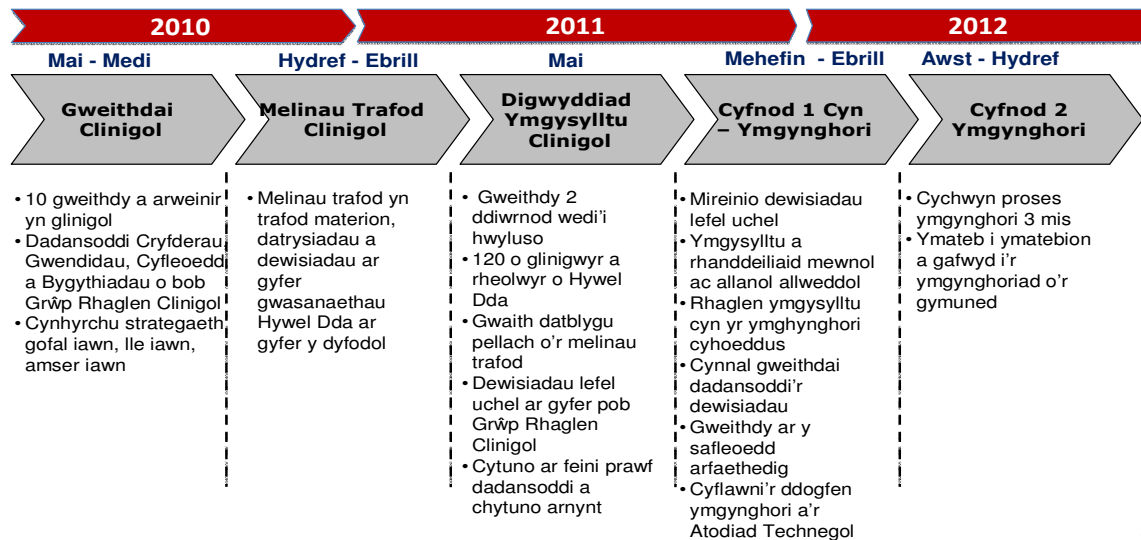 2010
2011
2012
Mai - Medi
Hydref - Ebrill
Mai
Mehefin - Ebrill
Awst - Hydref
Gweithdai
Clinigol
Melinau Trafod
Clinigol
Digwyddiad
Ymgysylltu
Clinigol
Cyfnod 1 Cyn
– Ymgynghori
Cyfnod 2
Ymgynghori
• 10 gweithdy a arweinir
yn glinigol
• Dadansoddi Cryfderau,
Gwendidau, Cyfleoedd
a Bygythiadau o bob
Grŵp Rhaglen Clinigol
• Cynhyrchu strategaeth
gofal iawn, lle iawn,
amser iawn
• Melinau trafod yn
trafod materion,
datrysiadau a
dewisiadau ar
gyfer
gwasanaethau
Hywel Dda ar
gyfer y dyfodol
• Gweithdy 2
ddiwrnod wedi'i
hwyluso
• 120 o glinigwyr a
rheolwyr o Hywel
Dda
• Gwaith datblygu
pellach o'r melinau
trafod
• Dewisiadau lefel
uchel ar gyfer pob
Grŵp Rhaglen
Clinigol
• Cytuno ar feini prawf
dadansoddi a
chytuno arnynt
• Mireinio dewisiadau
lefel uchel
• Ymgysylltu a
rhanddeiliaid mewnol
ac allanol allweddol
• Rhaglen ymgysylltu
cyn yr ymghynghori
cyhoeddus
• Cynnal gweithdai
dadansoddi'r
dewisiadau
• Gweithdy ar y
safleoedd
arfaethedig
• Cyflawni'r ddogfen
ymgynghori a'r
Atodiad Technegol
• Cychwyn proses
ymgynghori 3 mis
• Ymateb i ymatebion
a gafwyd i'r
ymgynghoriad o'r
gymuned